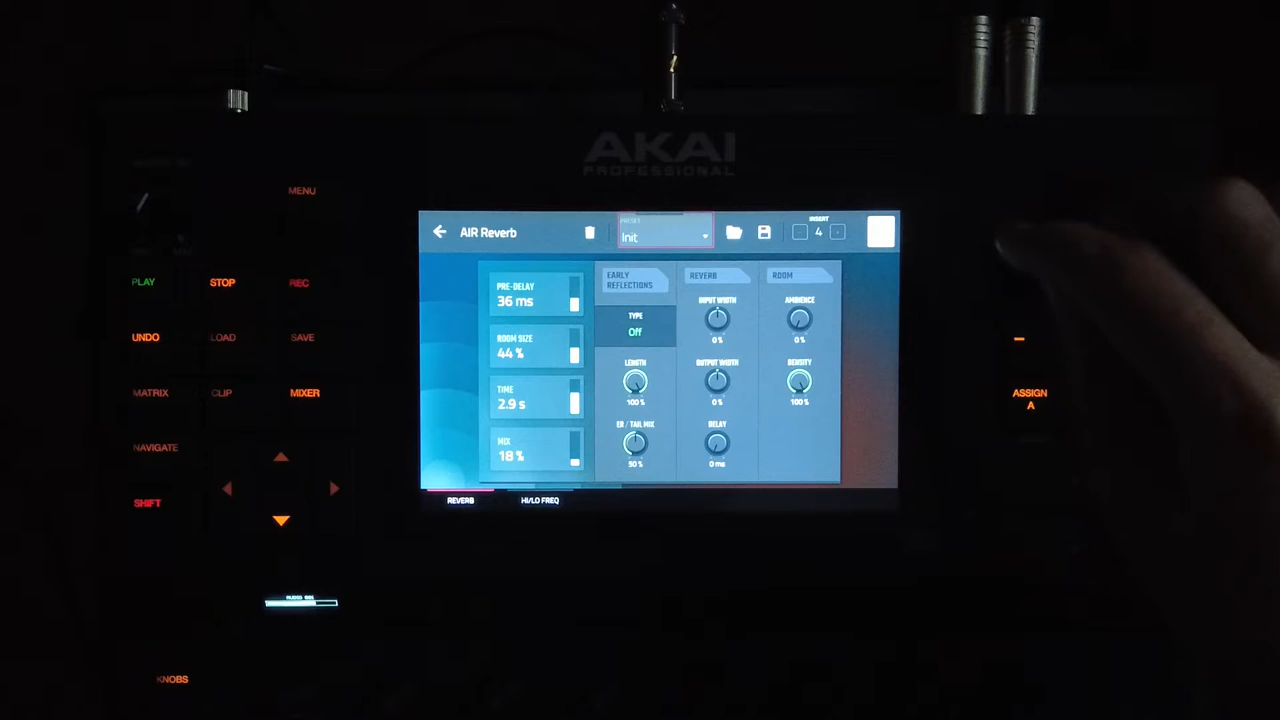 AKAI
PROFESSIONAL
MENU
PLAY
STOP
REC
UNDO
LOAD
SAVE
MATRIX
CLIP
MIXER
NAVIGATE
SHIFT
KNOBS
AIR Reverb
PRESET
Init
INSERT
4
PRE-DELAY
36 ms
ROOM SIZE
44 %
TIME
2.9 s
MIX
18 %
EARLY
REFLECTIONS
TYPE
Off
LENGTH
100 %
ER / TAIL MIX
50 %
REVERB
INPUT WIDTH
0 %
OUTPUT WIDTH
0 %
DELAY
0 ms
ROOM
AMBIENCE
0 %
DENSITY
100 %
REVERB
HI/LO FREQ
ASSIGN
A